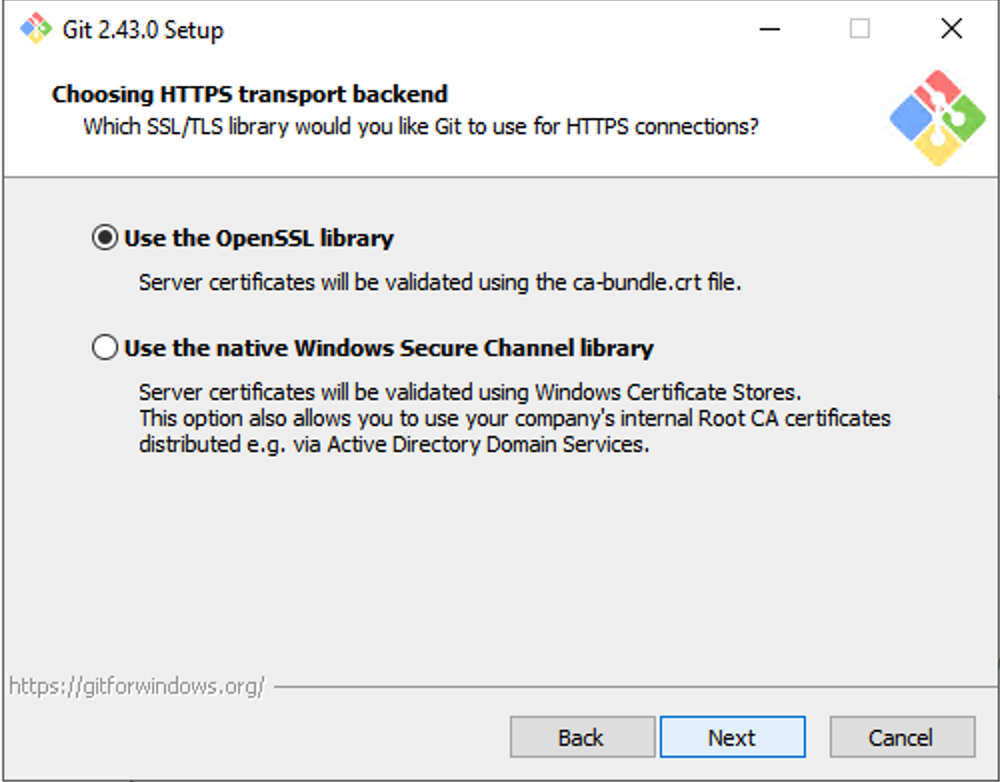 Git 2.43.0 Setup
Choosing HTTPS transport backend
Which SSL/TLS library would you like Git to use for HTTPS connections?
Use the OpenSSL library
Server certificates will be validated using the ca-bundle.crt file.
Use the native Windows Secure Channel library
Server certificates will be validated using Windows Certificate Stores.
This option also allows you to use your company's internal Root CA certificates
distributed e.g. via Active Directory Domain Services.
https://gitforwindows.org/
Back Next Cancel